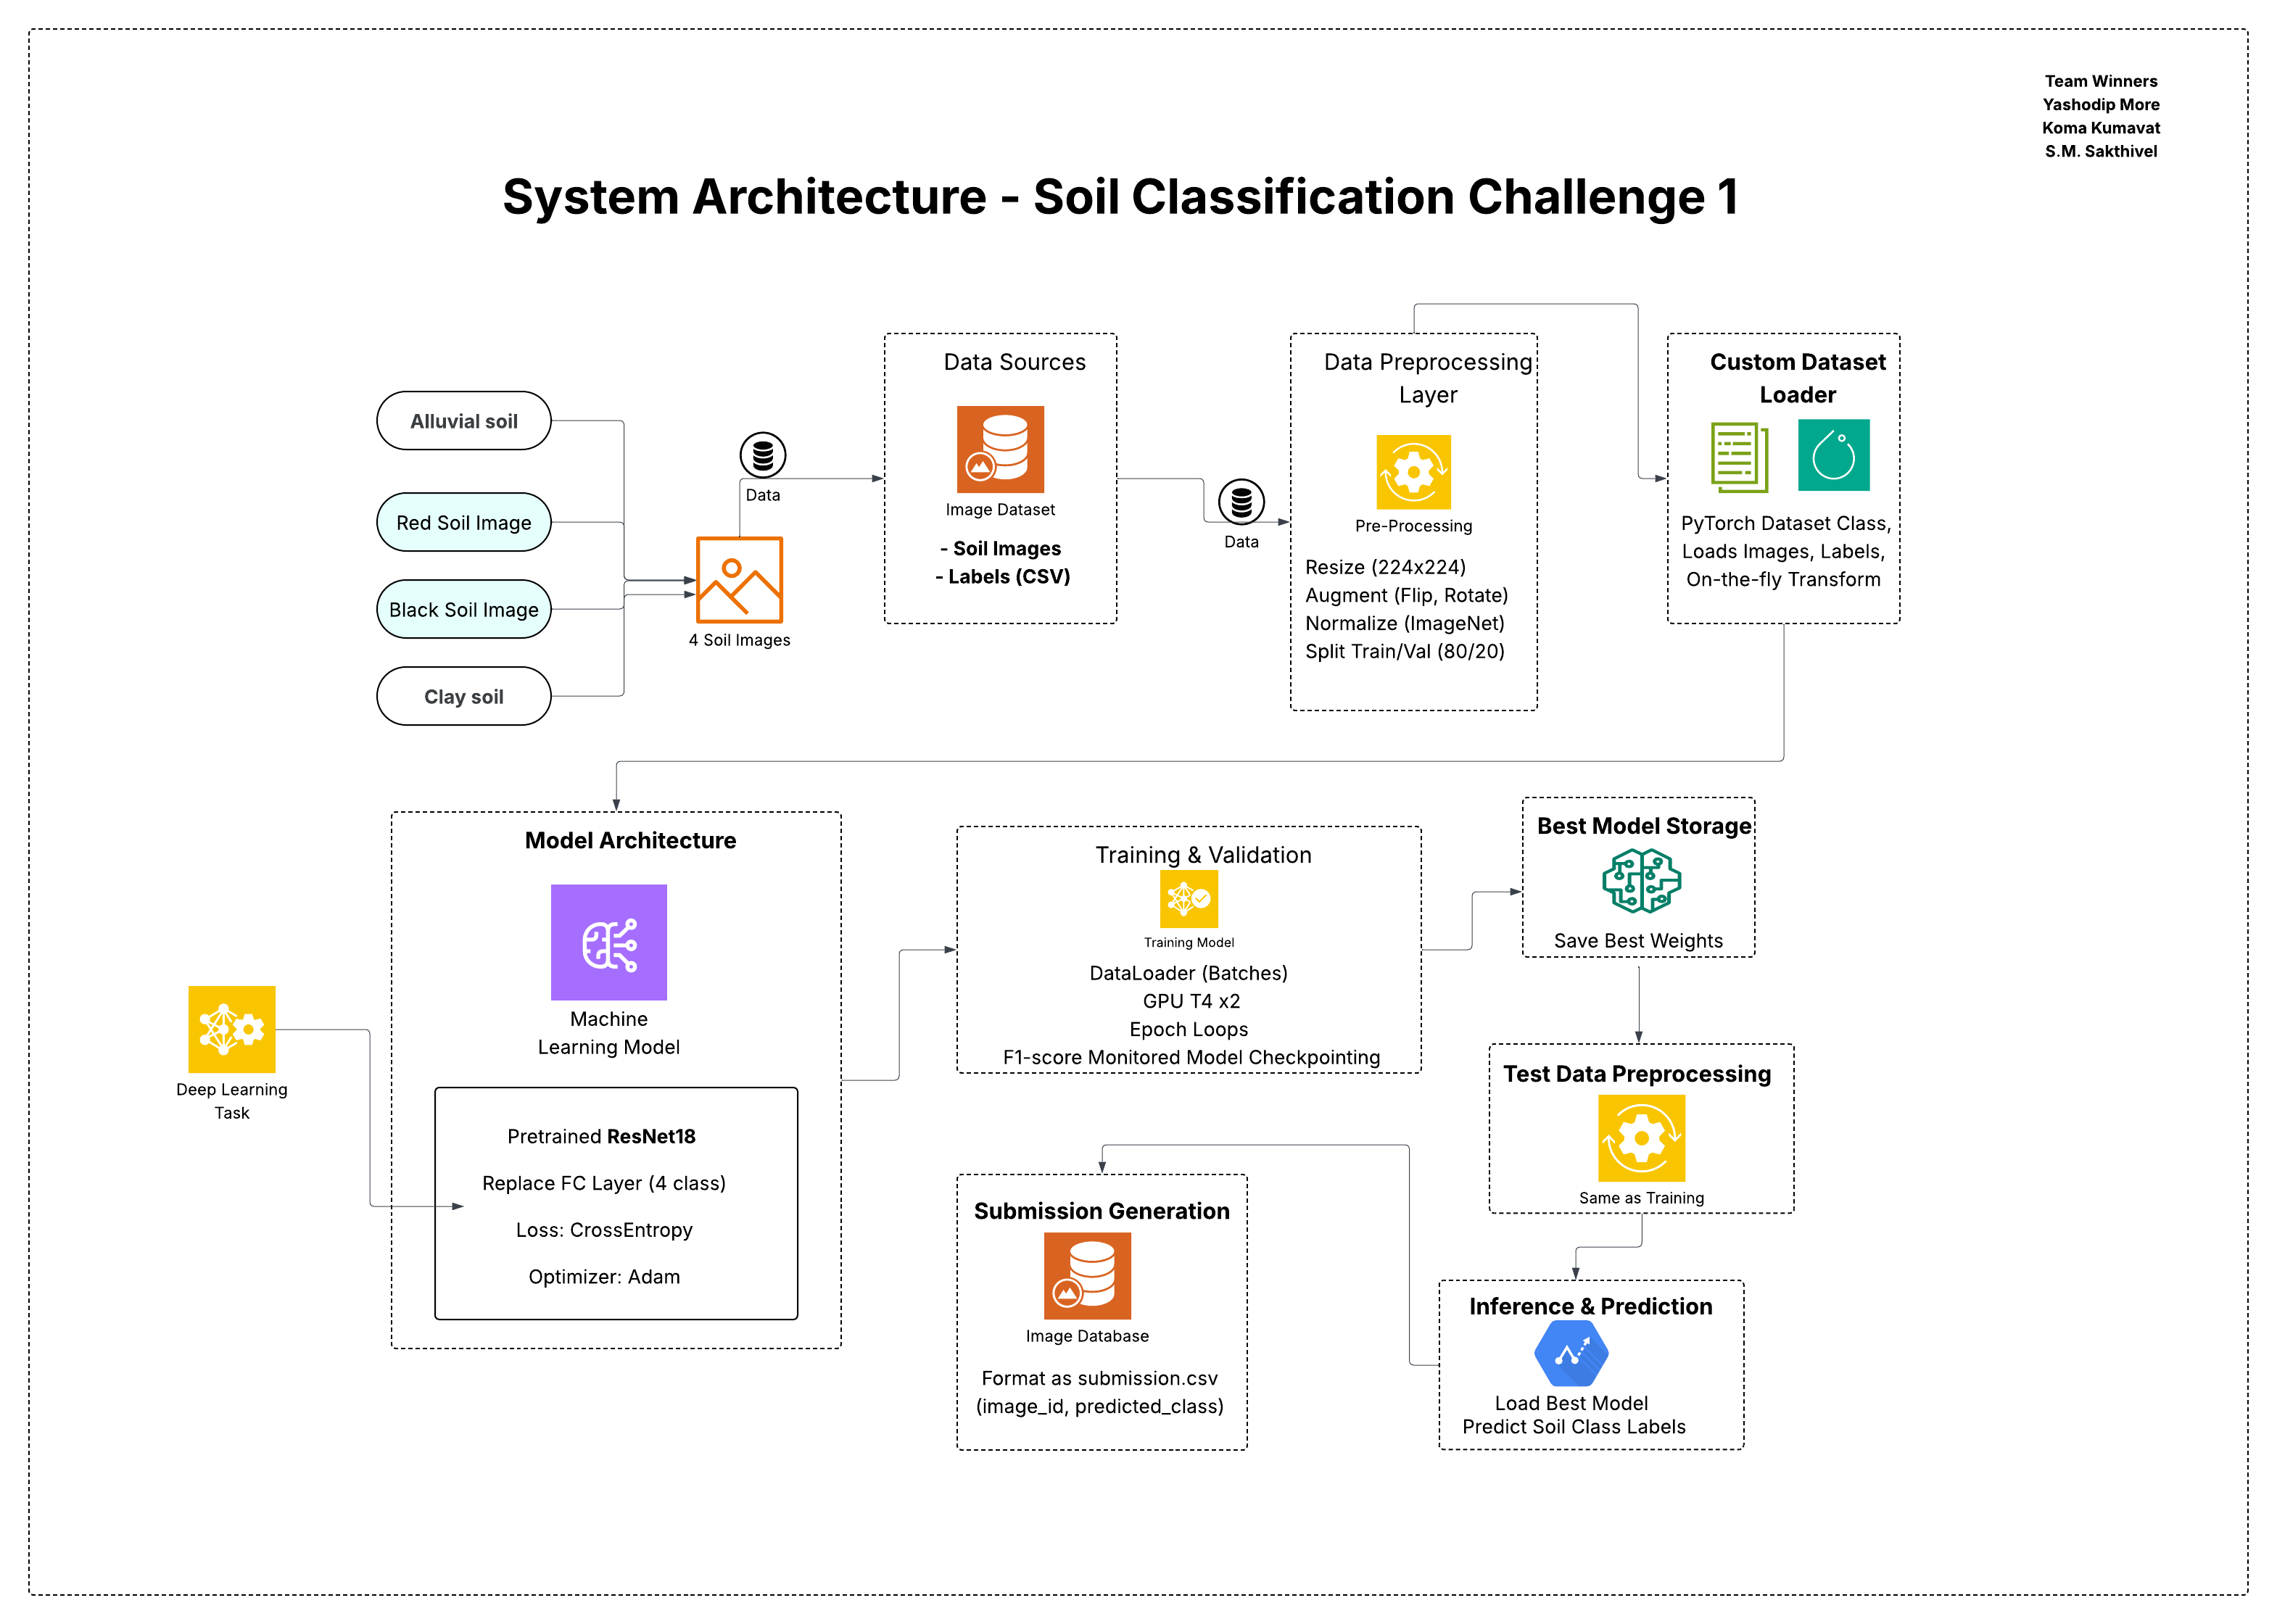 Team Winners
Yashodip More
Koma Kumavat
S.M. Sakthivel
System Architecture - Soil Classification Challenge 1
Alluvial soil
Red Soil Image
Black Soil Image
Clay soil
4 Soil Images
Data
Data Sources
Image Dataset
- Soil Images
- Labels (CSV)
Data
Data Preprocessing
Layer
Pre-Processing
Resize (224x224)
Augment (Flip, Rotate)
Normalize (ImageNet)
Split Train/Val (80/20)
Custom Dataset
Loader
PyTorch Dataset Class,
Loads Images, Labels,
On-the-fly Transform
Deep Learning
Task
Model Architecture
Machine
Learning Model
Pretrained ResNet18
Replace FC Layer (4 class)
Loss: CrossEntropy
Optimizer: Adam
Training & Validation
Training Model
DataLoader (Batches)
GPU T4 x2
Epoch Loops
F1-score Monitored Model Checkpointing
Best Model Storage
Save Best Weights
Test Data Preprocessing
Same as Training
Inference & Prediction
Load Best Model
Predict Soil Class Labels
Submission Generation
Image Database
Format as submission.csv
(image_id, predicted_class)